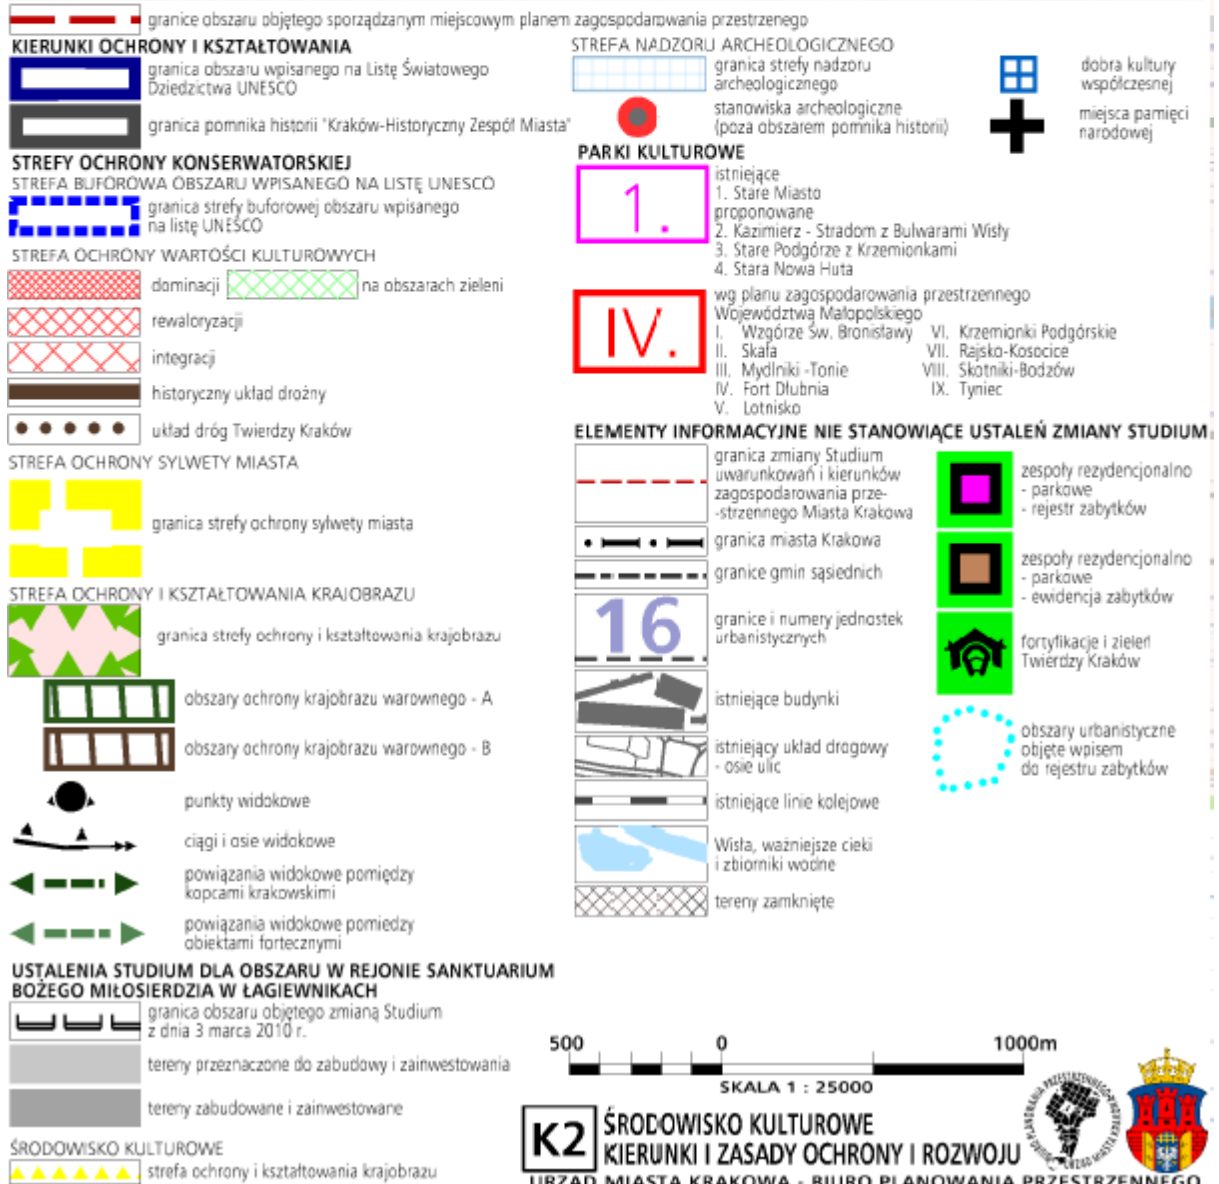 granice obszaru objętego sporządzanym miejscowym planem zagospodarowania przestrzenego
KIERUNKI OCHRONY I KSZTAŁTOWANIA
granica obszaru wpisanego na Listę Światowego
Dziedzictwa UNESCO
granica pomnika historii "Kraków-Historyczny Zespół Miasta"
STREFY OCHRONY KONSERWATORSKIEJ
STREFA BUFOROWA OBSZARU WPISANEGO NA LISTĘ UNESCO
granica strefy buforowej obszaru wpisanego
na listę UNESCO
STREFA OCHRONY WARTOŚCI KULTUROWYCH
dominacji
na obszarach zieleni
rewaloryzacji
integracji
historyczny układ drożny
układ dróg Twierdzy Kraków
STREFA OCHRONY SYLWETY MIASTA
granica strefy ochrony sylwety miasta
STREFA OCHRONY I KSZTAŁTOWANIA KRAJOBRAZU
granica strefy ochrony i kształtowania krajobrazu
obszary ochrony krajobrazu warownego - A
obszary ochrony krajobrazu warownego - B
punkty widokowe
ciągi i osie widokowe
powiązania widokowe pomiędzy
kopcami krakowskimi
powiązania widokowe pomiedzy
obiektami fortecznymi
USTALENIA STUDIUM DLA OBSZARU W REJONIE SANKTUARIUM
BOŻEGO MIŁOSIERDZIA W ŁAGIEWNIKACH
granica obszaru objętego zmianą Studium
z dnia 3 marca 2010 r.
tereny przeznaczone do zabudowy i zainwestowania
tereny zabudowane i zainwestowane
ŚRODOWISKO KULTUROWE
strefa ochrony i kształtowania krajobrazu
STREFA NADZORU ARCHEOLOGICZNEGO
granica strefy nadzoru
archeologicznego
stanowiska archeologiczne
(poza obszarem pomnika historii)
dobra kultury
współczesnej
miejsca pamięci
narodowej
PARKI KULTUROWE
1.
istniejące
1. Stare Miasto
proponowane
2. Kazimierz - Stradom z Bulwarami Wisły
3. Stare Podgórze z Krzemionkami
4. Stara Nowa Huta
IV.
wg planu zagospodarowania przestrzennego
Województwa Małopolskiego
I. Wzgórze Św. Bronisławy
II. Skała
III. Mydlniki -Tonie
IV. Fort Dłubnia
V. Lotnisko
VI. Krzemionki Podgórskie
VII. Rajsko-Kosocice
VIII. Skotniki-Bodzów
IX. Tyniec
ELEMENTY INFORMACYJNE NIE STANOWIĄCE USTALEŃ ZMIANY STUDIUM
granica zmiany Studium
uwarunkowań i kierunków
zagospodarowania prze-
-strzennego Miasta Krakowa
granica miasta Krakowa
granice gmin sąsiednich
16
granice i numery jednostek
urbanistycznych
istniejące budynki
istniejący układ drogowy
- osie ulic
istniejące linie kolejowe
Wisła, ważniejsze cieki
i zbiorniki wodne
tereny zamknięte
zespoły rezydencjonalno
- parkowe
- rejestr zabytków
zespoły rezydencjonalno
- parkowe
- ewidencja zabytków
fortyfikacje i zieleń
Twierdzy Kraków
obszary urbanistyczne
objęte wpisem
do rejestru zabytków
500 0 1000m
SKALA 1 : 25000
K2
ŚRODOWISKO KULTUROWE
KIERUNKI I ZASADY OCHRONY I ROZWOJU
URZĄD MIASTA KRAKOWA - BIURO PLANOWANIA PRZESTRZENNEGO